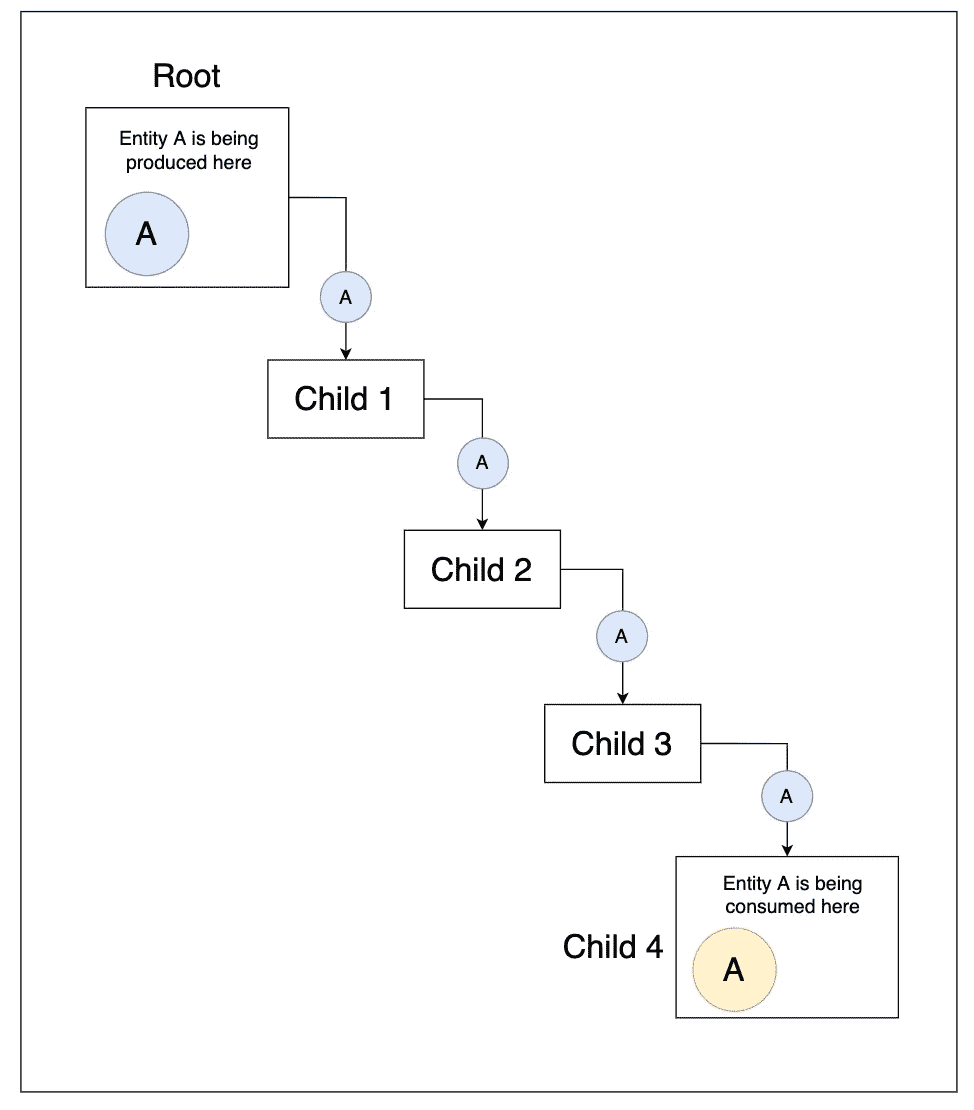 Root
Entity A is being
produced here
A
A
Child 1
A
Child 2
A
Child 3
A
Entity A is being
consumed here
Child 4
A